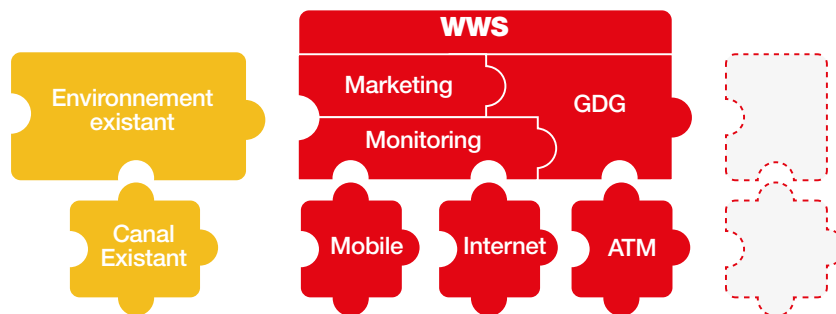 WWS
Environnement
existant
Marketing
GDG
Monitoring
Canal
Existant
Mobile
Internet
ATM